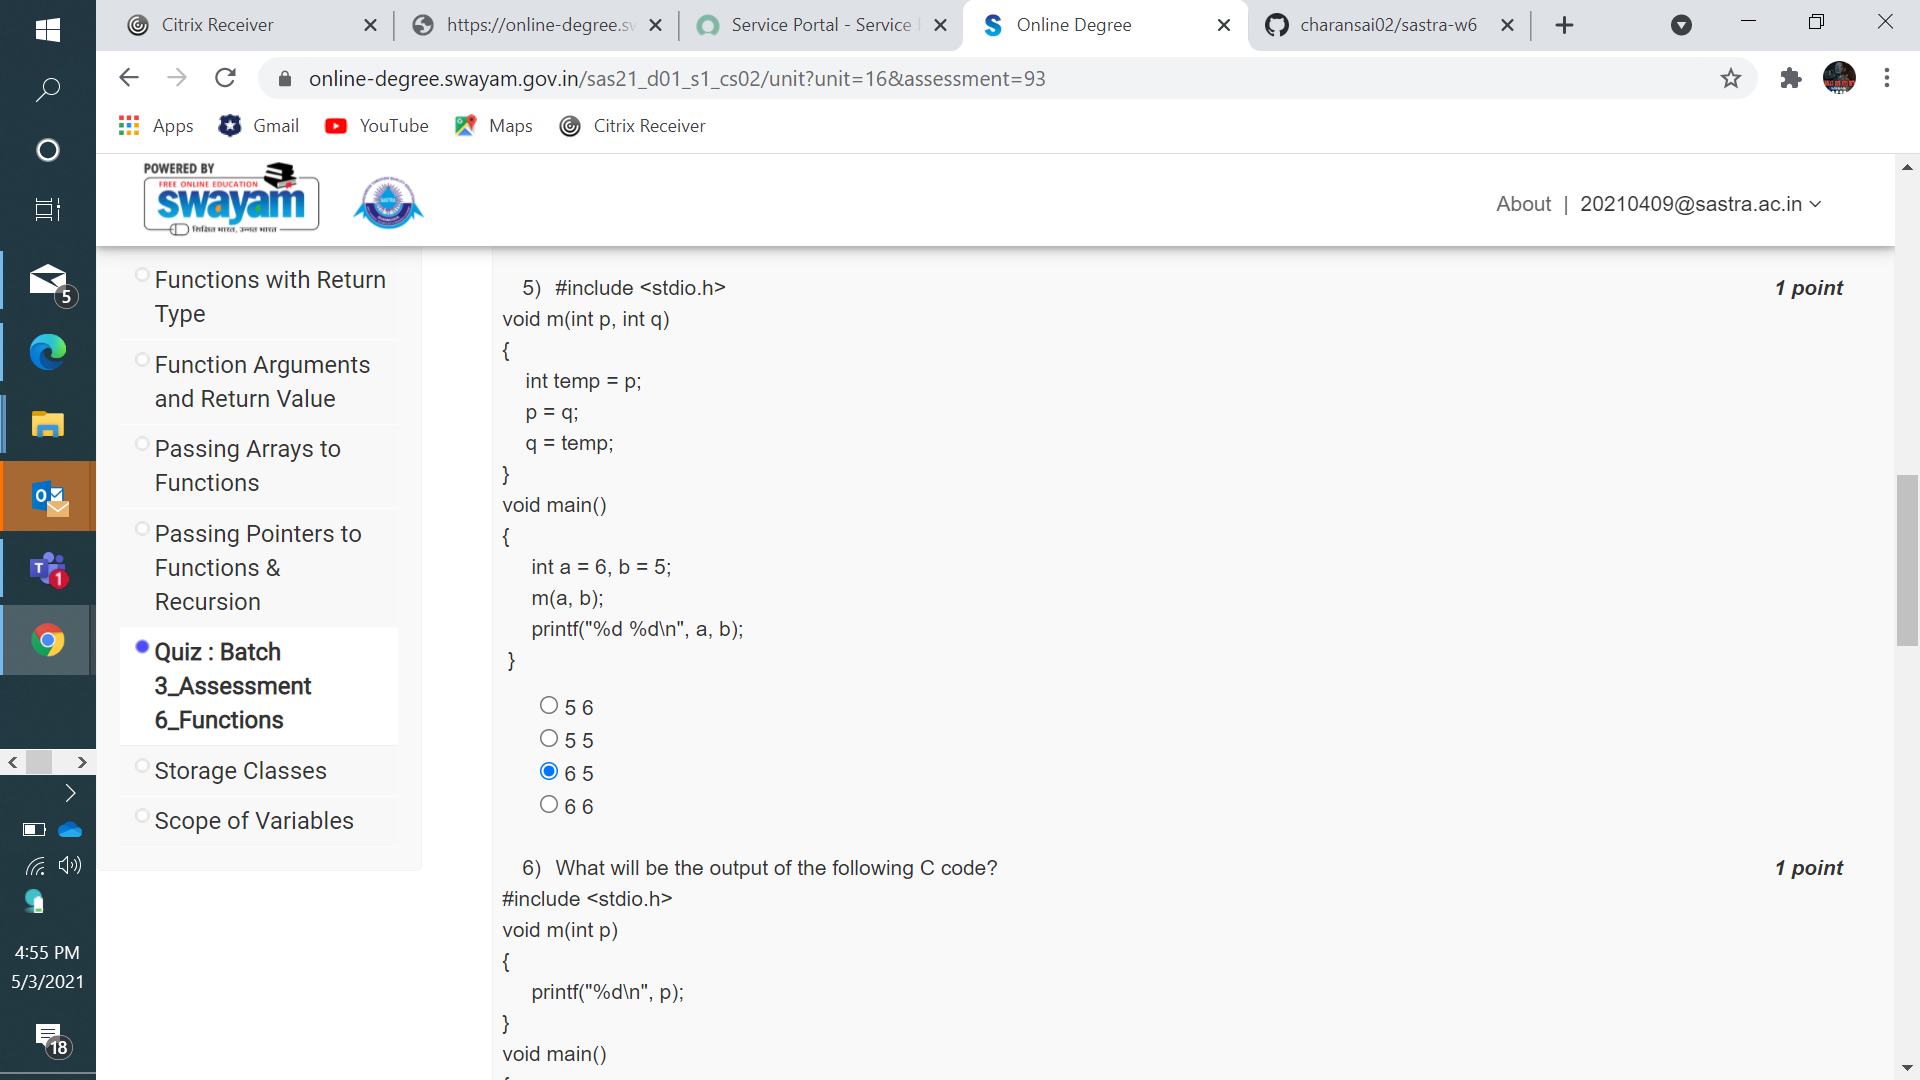 Citrix Receiver
https://online-degree.sw
Service Portal - Service
Online Degree
charansai02/sastra-w6
online-degree.swayam.gov.in/sas21_d01_s1_cs02/unit?unit=16&assessment=93
Apps
Gmail
YouTube
Maps
Citrix Receiver
POWERED BY
FREE ONLINE EDUCATION
swayam
शिक्षित भारत, उन्नत भारत
About | 20210409@sastra.ac.in
Functions with Return
Type
Function Arguments
and Return Value
Passing Arrays to
Functions
Passing Pointers to
Functions &
Recursion
Quiz : Batch
3_Assessment
6_Functions
Storage Classes
Scope of Variables
5) #include <stdio.h>
1 point
void m(int p, int q)
{
int temp = p;
p = q;
q = temp;
}
void main()
{
int a = 6, b = 5;
m(a, b);
printf("%d %d\n", a, b);
}
5 6
5 5
6 5
6 6
6) What will be the output of the following C code?
1 point
#include <stdio.h>
void m(int p)
{
printf("%d\n", p);
}
void main()
5
1
4:55 PM
5/3/2021
18